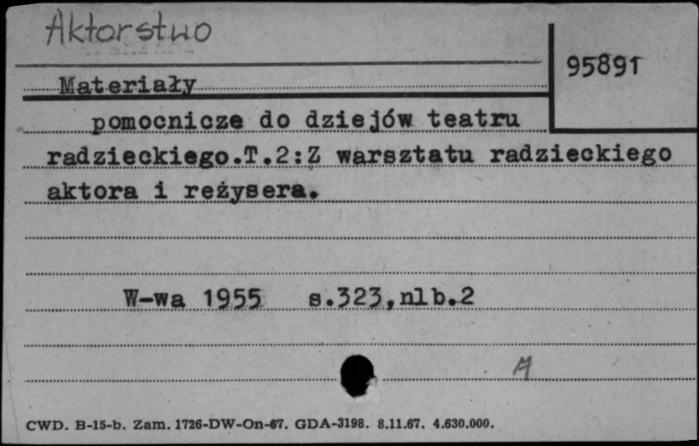 Aktorstwo
95891
Materiały
pomocnicze do dziejów teatru
radzieckiego.T.2:Z warsztatu radzieckiego
aktora i reżysera.
W-wa 1955 s.323,nlb.2
A
CWD. B-15-b. Zam. 1726-DW-On-67. GDA-3198. 8.11.67. 4.630.000.